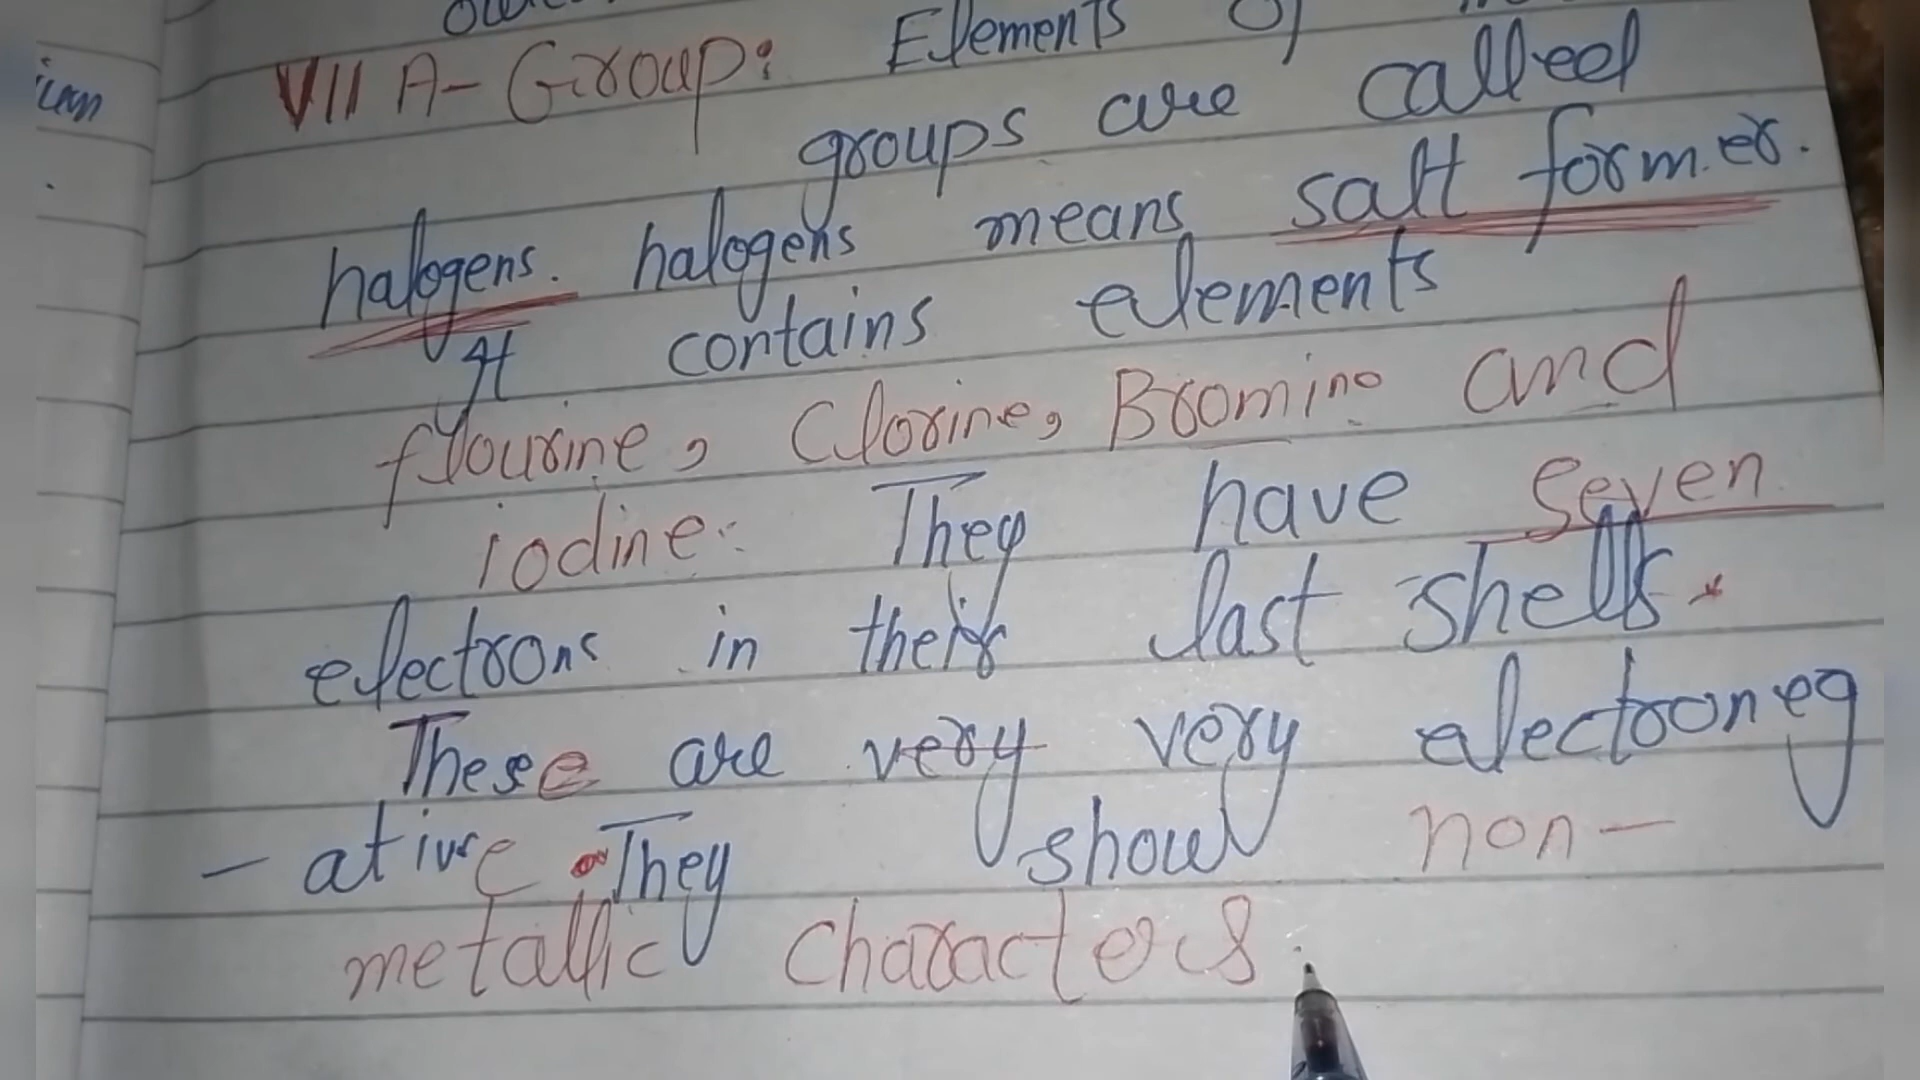 VII A- Group: Elements of
groups are called
halogens. halogens means salt former.
It contains elements
flourine, Clorine, Bromine and
iodine. They have seven
electrons in their last shells.
These are very very electroneg
- ative. They show non-
metallic characters